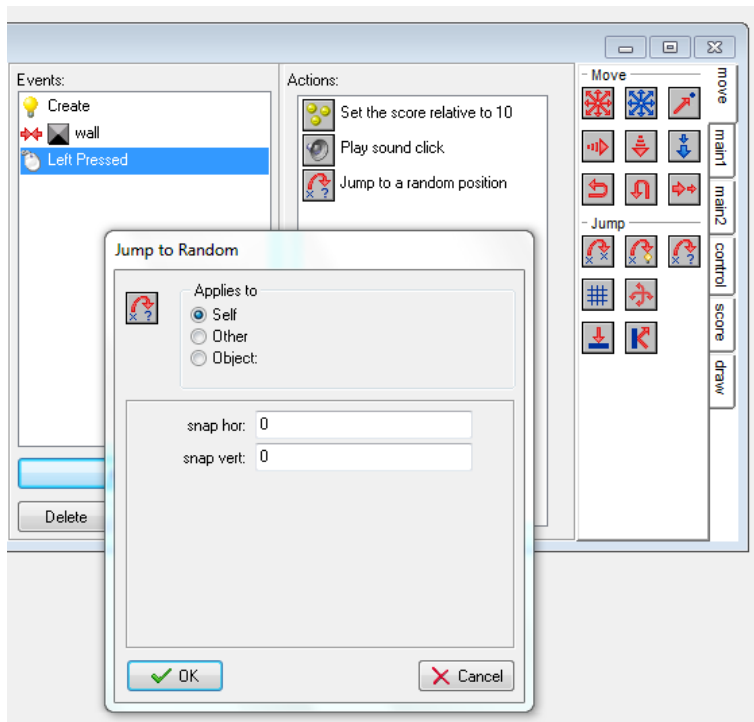 Events:
Create
wall
Left Pressed
Delete
Actions:
Set the score relative to 10
Play sound click
Jump to a random position
Move
Jump
move
main1
main2
control
score
draw
Jump to Random
Applies to
Self
Other
Object:
snap hor: 0
snap vert: 0
OK
Cancel